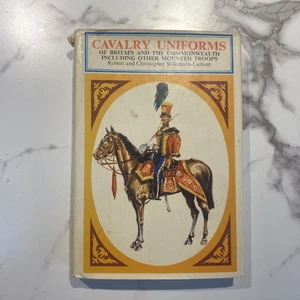 CAVALRY UNIFORMS
OF BRITAIN AND THE COMMONWEALTH
INCLUDING OTHER MOUNTED TROOPS
Robert and Christopher Wilkinson-Latham